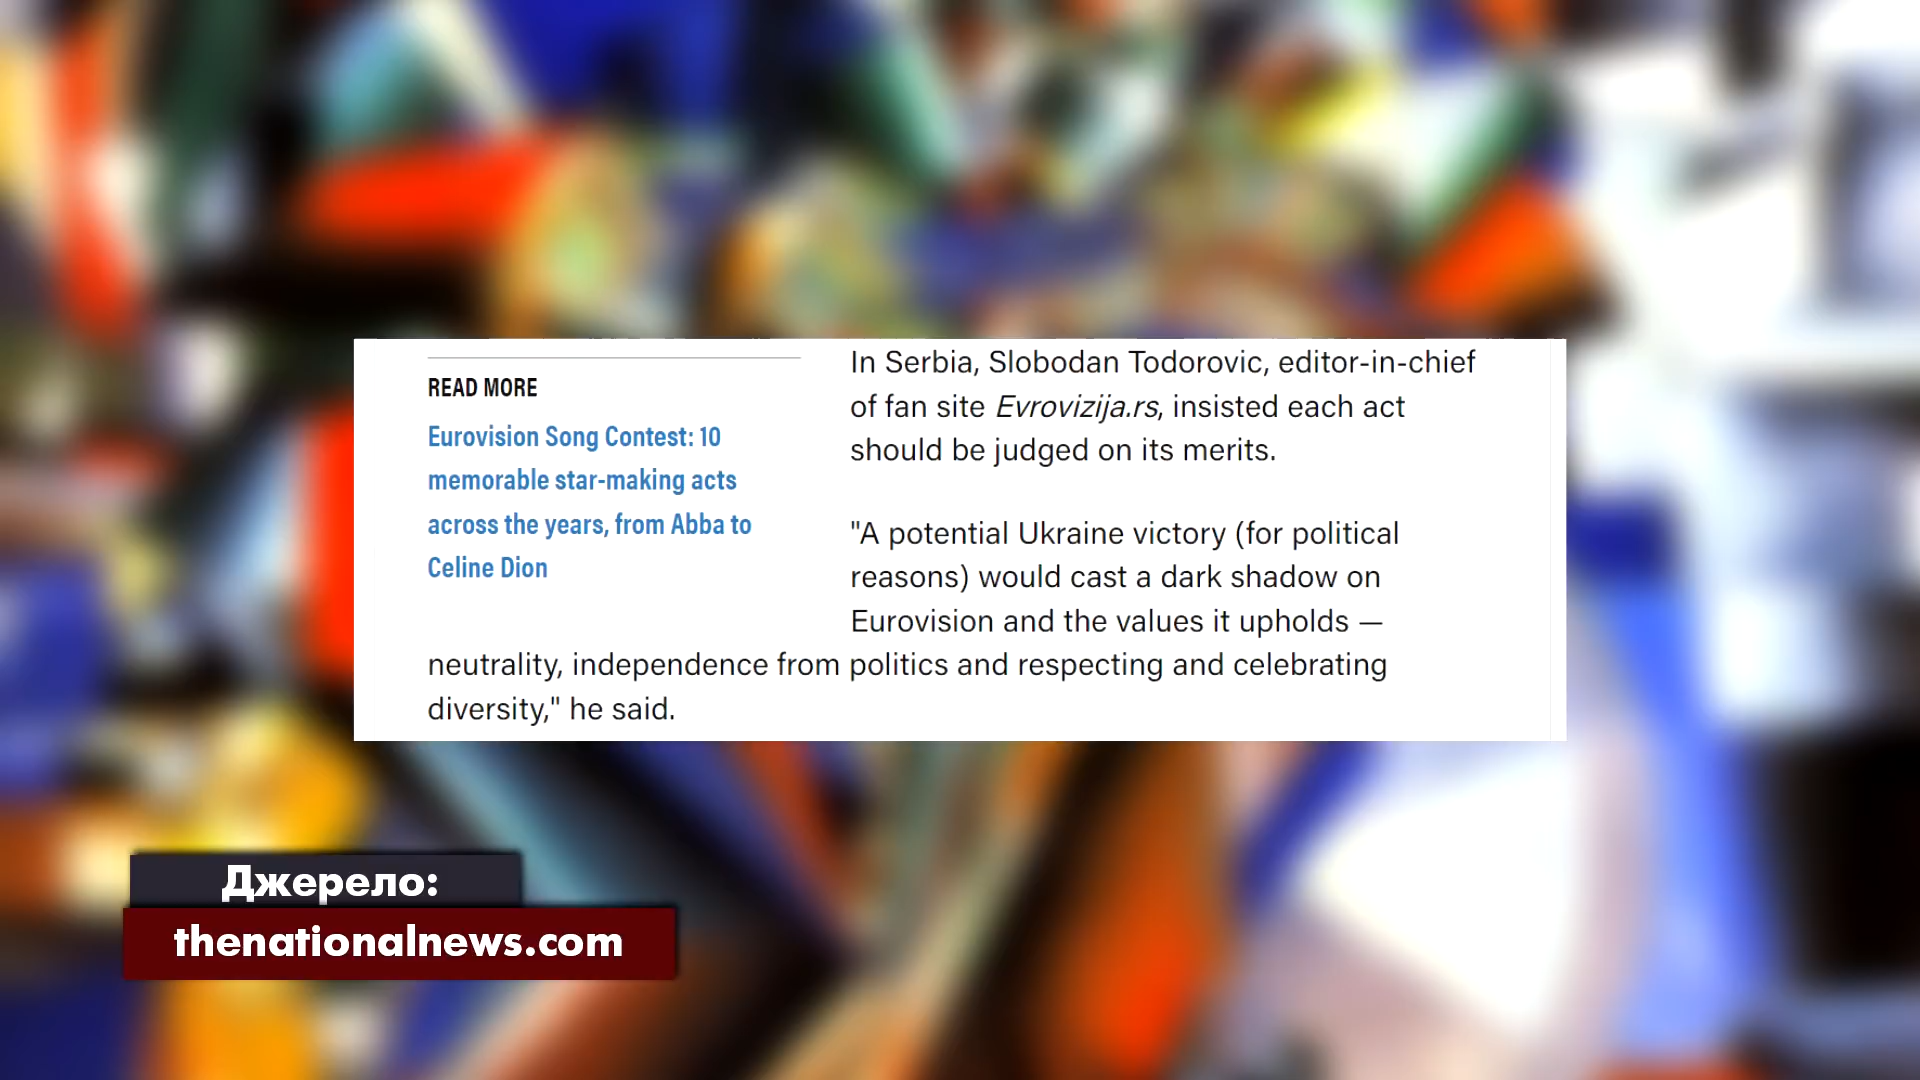 READ MORE
Eurovision Song Contest: 10
memorable star-making acts
across the years, from Abba to
Celine Dion
In Serbia, Slobodan Todorovic, editor-in-chief
of fan site Evrovizija.rs, insisted each act
should be judged on its merits.
"A potential Ukraine victory (for political
reasons) would cast a dark shadow on
Eurovision and the values it upholds —
neutrality, independence from politics and respecting and celebrating
diversity," he said.
Джерело:
thenationalnews.com